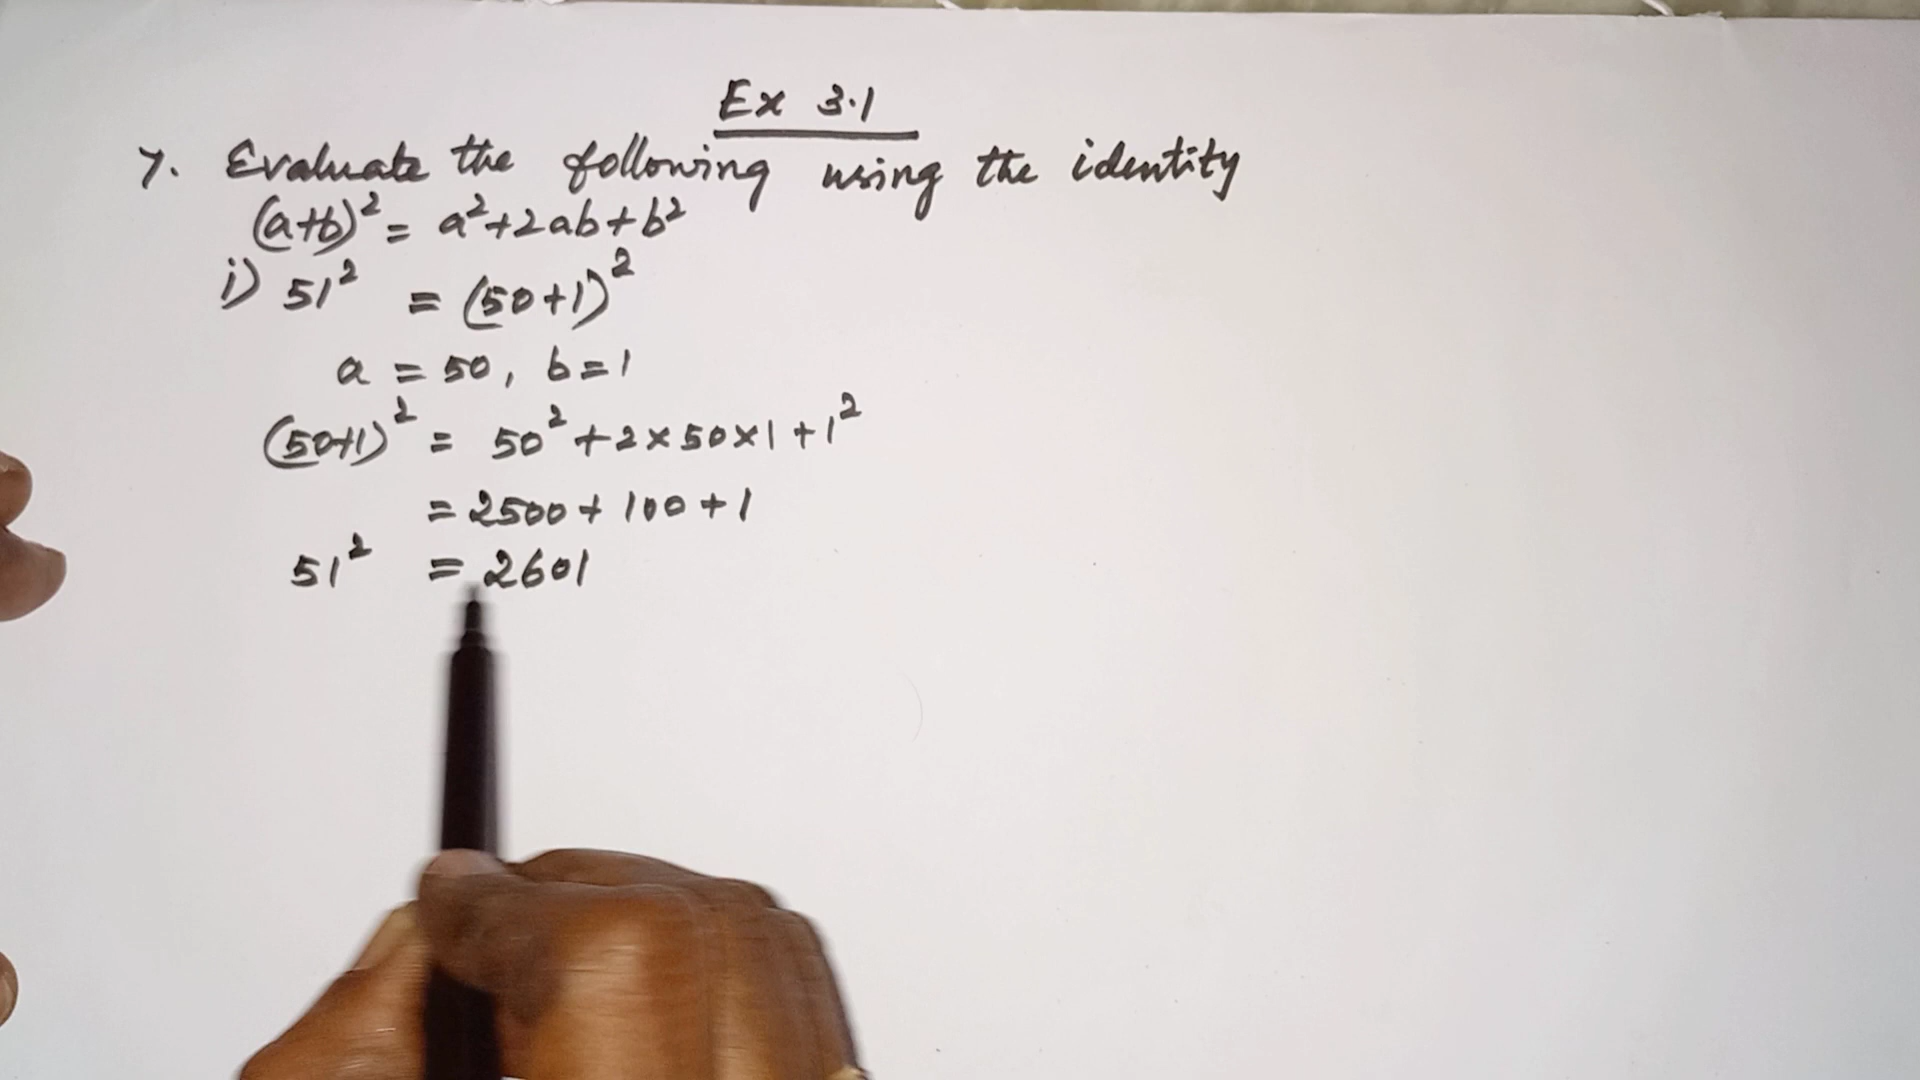 Ex 3.1
7. Evaluate the following using the identity
(a+b)² = a²+2ab+b²
i) 51² = (50+1)²
a = 50, b=1
(50+1)² = 50²+2×50×1+1²
= 2500+100+1
51² = 2601